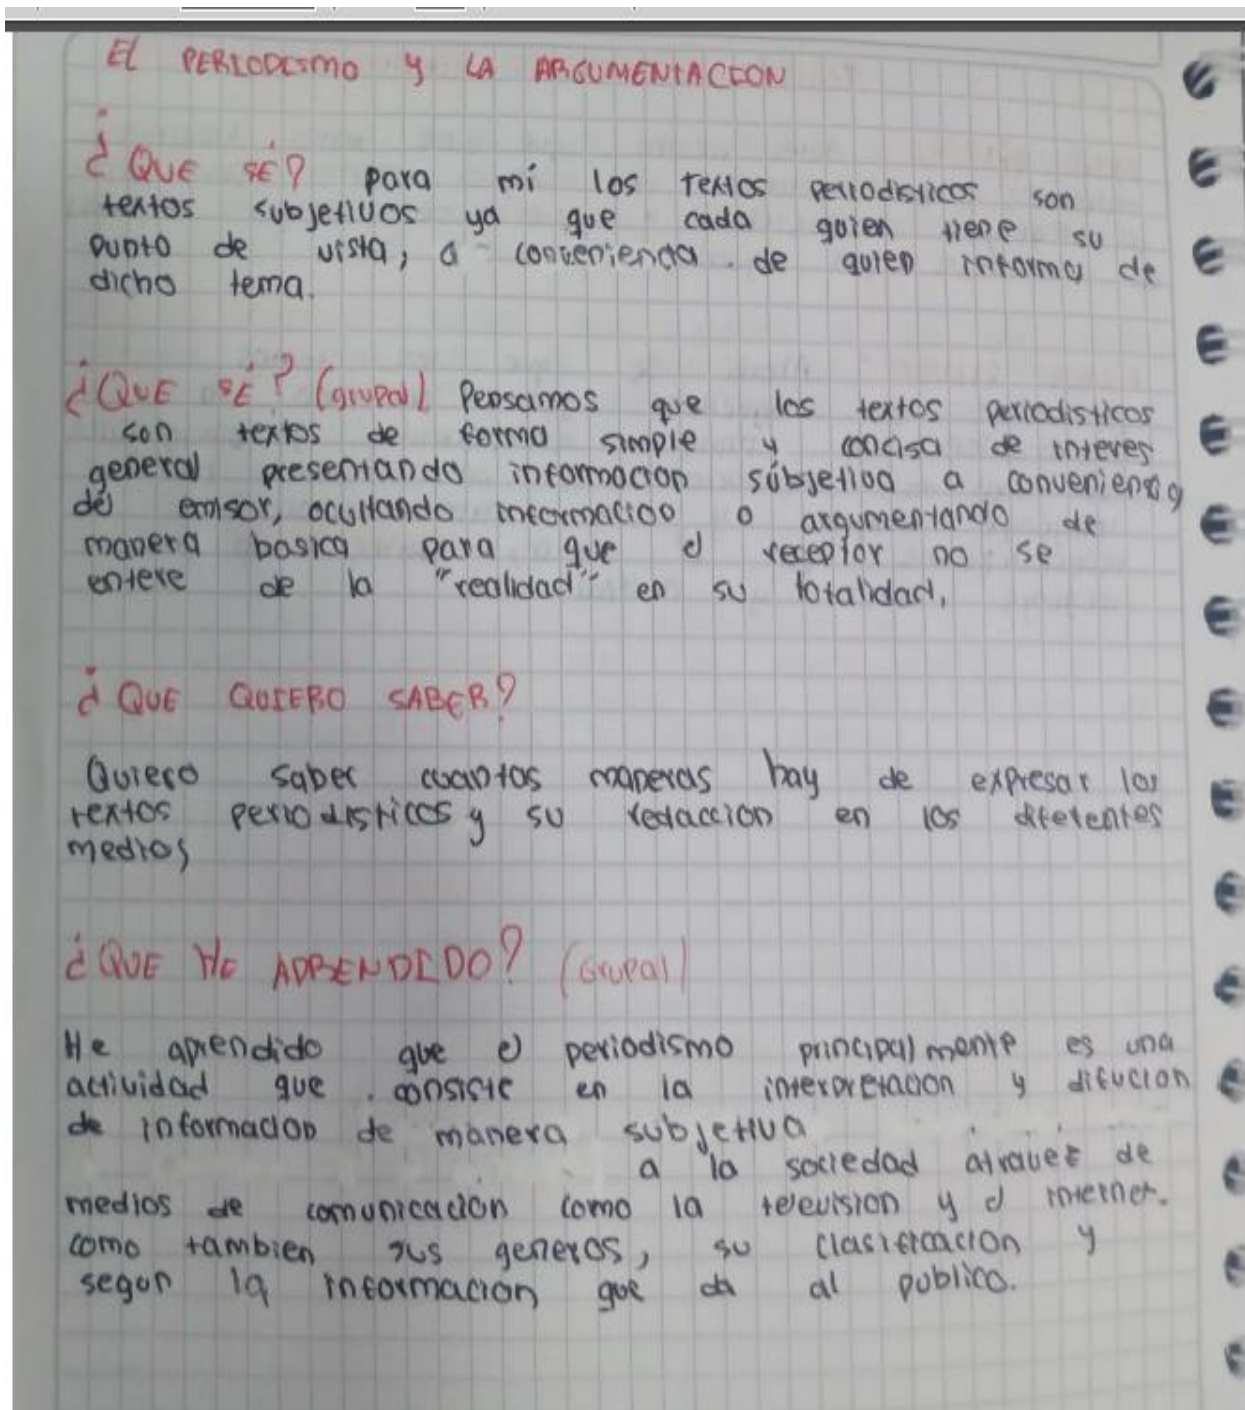 El PERIODISMO y LA ARGUMENTACION
¿QUE SÉ? para mí los textos periodisticos son
textos subjetivos ya que cada quien tiene su
punto de vista, a conveniencia de quien informa de
dicho tema.
¿QUE SÉ? (grupal) Pensamos que los textos periodisticos
son textos de forma simple y concisa de interes
general presentando informacion subjetiva a conveniencia
del emisor, ocultando informacion o argumentando de
manera basica para que el receptor no se
entere de la "realidad" en su totalidad.
¿QUE QUIERO SABER?
Quiero saber cuantos maneras hay de expresar los
textos periodisticos y su redaccion en los diferentes
medios
¿QUE HE APRENDIDO? (Grupal)
He aprendido que el periodismo principalmente es una
actividad que consiste en la interpretacion y difucion
de informacion de manera subjetiva
a la sociedad atravez de
medios de comunicación como la television y el internet.
como tambien sus generos, su clasificacion y
segun la informacion que da al publico.